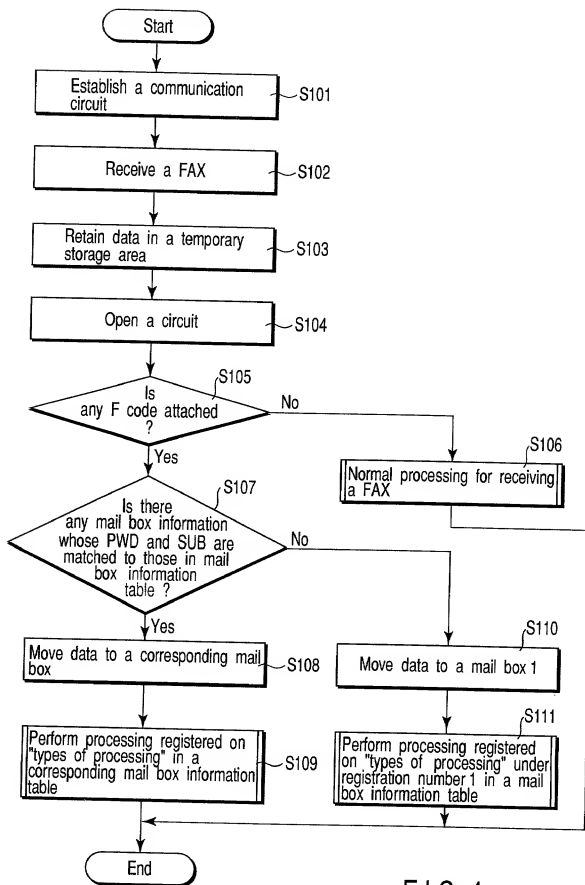 Start
Establish a communication
circuit
S101
Receive a FAX
S102
Retain data in a temporary
storage area
S103
Open a circuit
S104
Is
any F code attached
?
S105
No
Yes
S106
Normal processing for receiving
a FAX
S107
Is there
any mail box information
whose PWD and SUB are
matched to those in mail
box information
table ?
No
Yes
Move data to a corresponding mail
box
S108
S110
Move data to a mail box 1
Perform processing registered on
"types of processing" in a
corresponding mail box information
table
S109
S111
Perform processing registered
on "types of processing" under
registration number 1 in a mail
box information table
End